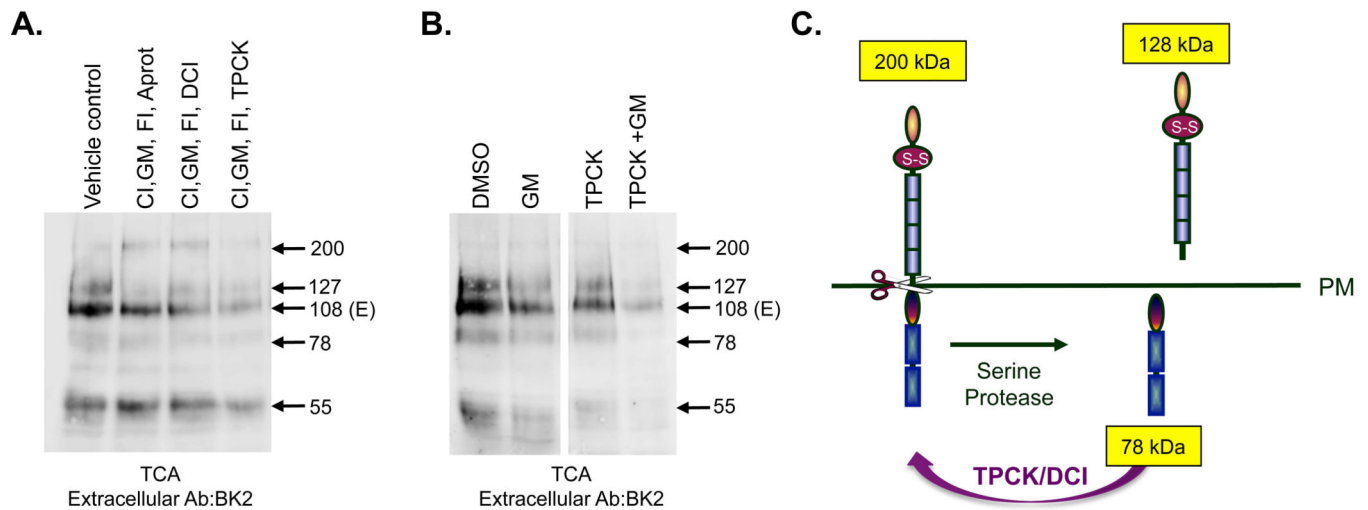 A.
Vehicle control
CI,GM, FI, Aprot
CI,GM, FI, DCI
CI,GM, FI, TPCK
200
127
108 (E)
78
55
TCA
Extracellular Ab:BK2
B.
DMSO
GM
TPCK
TPCK +GM
200
127
108 (E)
78
55
TCA
Extracellular Ab:BK2
C.
200 kDa
128 kDa
S-S
S-S
PM
Serine
Protease
78 kDa
TPCK/DCI